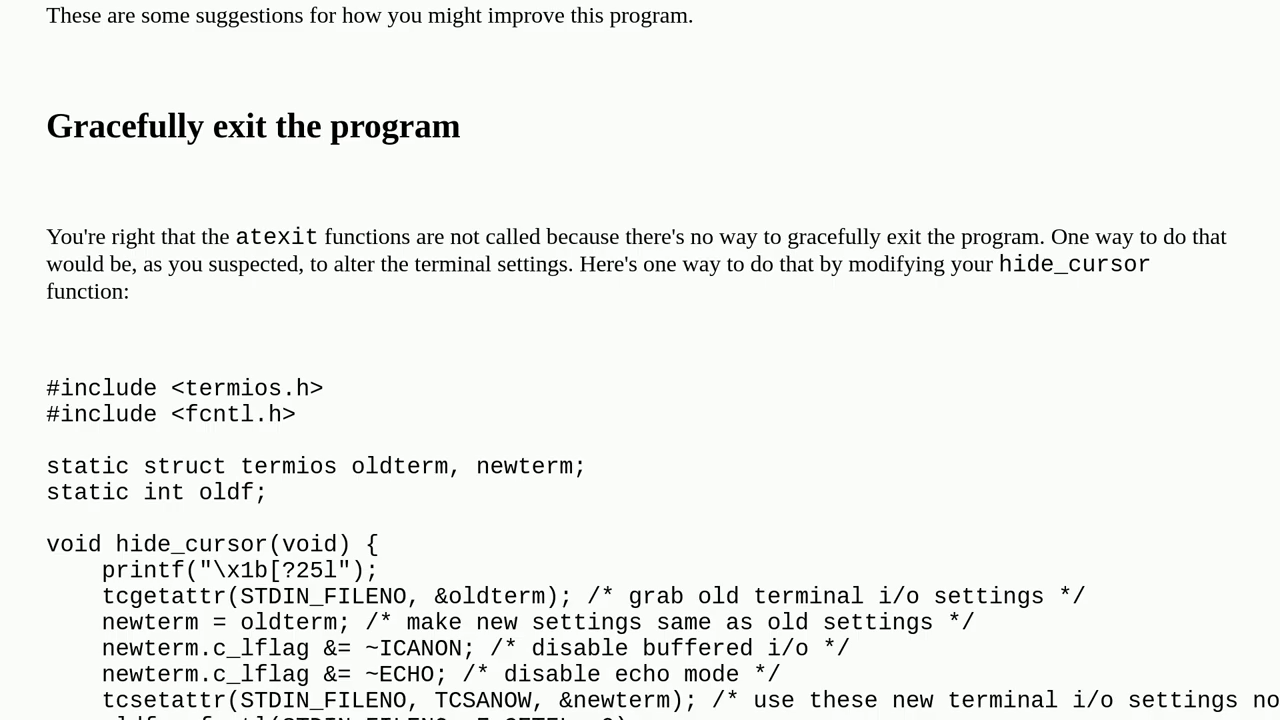 These are some suggestions for how you might improve this program.
Gracefully exit the program
You're right that the atexit functions are not called because there's no way to gracefully exit the program. One way to do that
would be, as you suspected, to alter the terminal settings. Here's one way to do that by modifying your hide_cursor
function:
#include <termios.h>
#include <fcntl.h>
static struct termios oldterm, newterm;
static int oldf;
void hide_cursor(void) {
    printf("\x1b[?25l");
    tcgetattr(STDIN_FILENO, &oldterm); /* grab old terminal i/o settings */
    newterm = oldterm; /* make new settings same as old settings */
    newterm.c_lflag &= ~ICANON; /* disable buffered i/o */
    newterm.c_lflag &= ~ECHO; /* disable echo mode */
    tcsetattr(STDIN_FILENO, TCSANOW, &newterm); /* use these new terminal i/o settings no